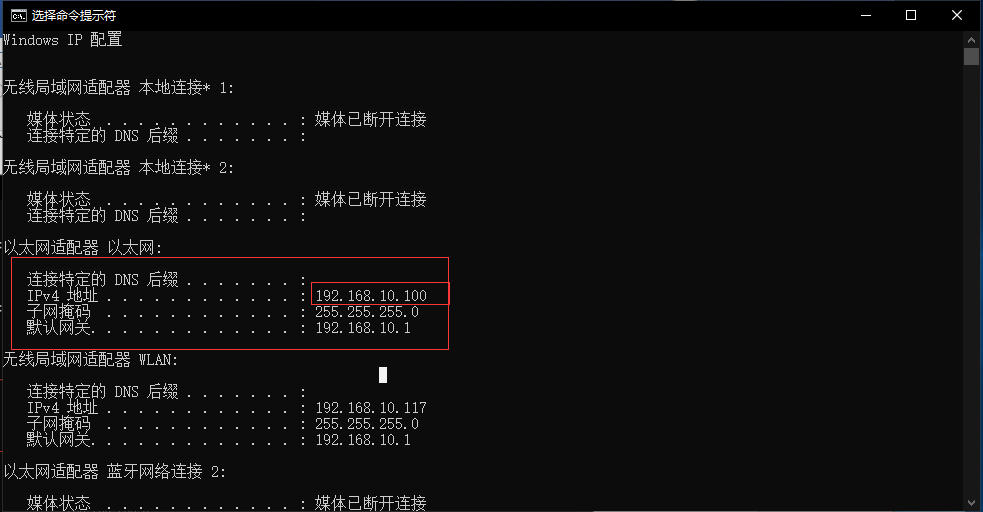 选择命令提示符
Windows IP 配置
无线局域网适配器 本地连接* 1:
媒体状态 . . . . . . . . . . . . : 媒体已断开连接
连接特定的 DNS 后缀 . . . . . . . :
无线局域网适配器 本地连接* 2:
媒体状态 . . . . . . . . . . . . : 媒体已断开连接
连接特定的 DNS 后缀 . . . . . . . :
以太网适配器 以太网:
连接特定的 DNS 后缀 . . . . . . . :
IPv4 地址 . . . . . . . . . . . . : 192.168.10.100
子网掩码 . . . . . . . . . . . . : 255.255.255.0
默认网关. . . . . . . . . . . . . : 192.168.10.1
无线局域网适配器 WLAN:
连接特定的 DNS 后缀 . . . . . . . :
IPv4 地址 . . . . . . . . . . . . : 192.168.10.117
子网掩码 . . . . . . . . . . . . : 255.255.255.0
默认网关. . . . . . . . . . . . . : 192.168.10.1
以太网适配器 蓝牙网络连接 2:
媒体状态 . . . . . . . . . . . . : 媒体已断开连接